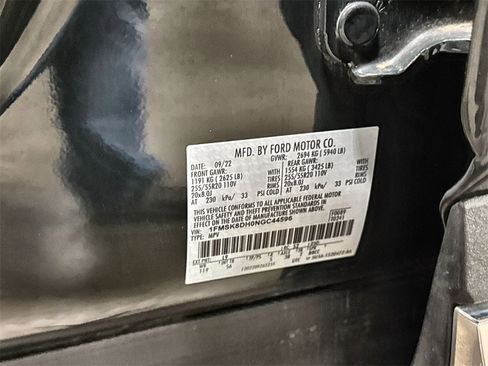 MFD. BY FORD MOTOR CO.
DATE: 09/22 GVWR: 2694 KG ( 5940 LB)
FRONT GAWR: REAR GAWR:
1191 KG ( 2625 LB) WITH 1554 KG ( 3425 LB) WITH
255/55R20 110V TIRES 255/55R20 110V TIRES
20x8.0J RIMS 20x8.0J RIMS
AT 230 kPa/ 33 PSI COLD AT 230 kPa/ 33 PSI COLD
THIS VEHICLE CONFORMS TO ALL APPLICABLE FEDERAL MOTOR
VEHICLE SAFETY AND THEFT PREVENTION STANDARDS IN
EFFECT ON THE DATE OF MANUFACTURE SHOWN ABOVE.
VIN: 1FMSK8DH0NGC44596
TYPE: MPV
EXT PNT: